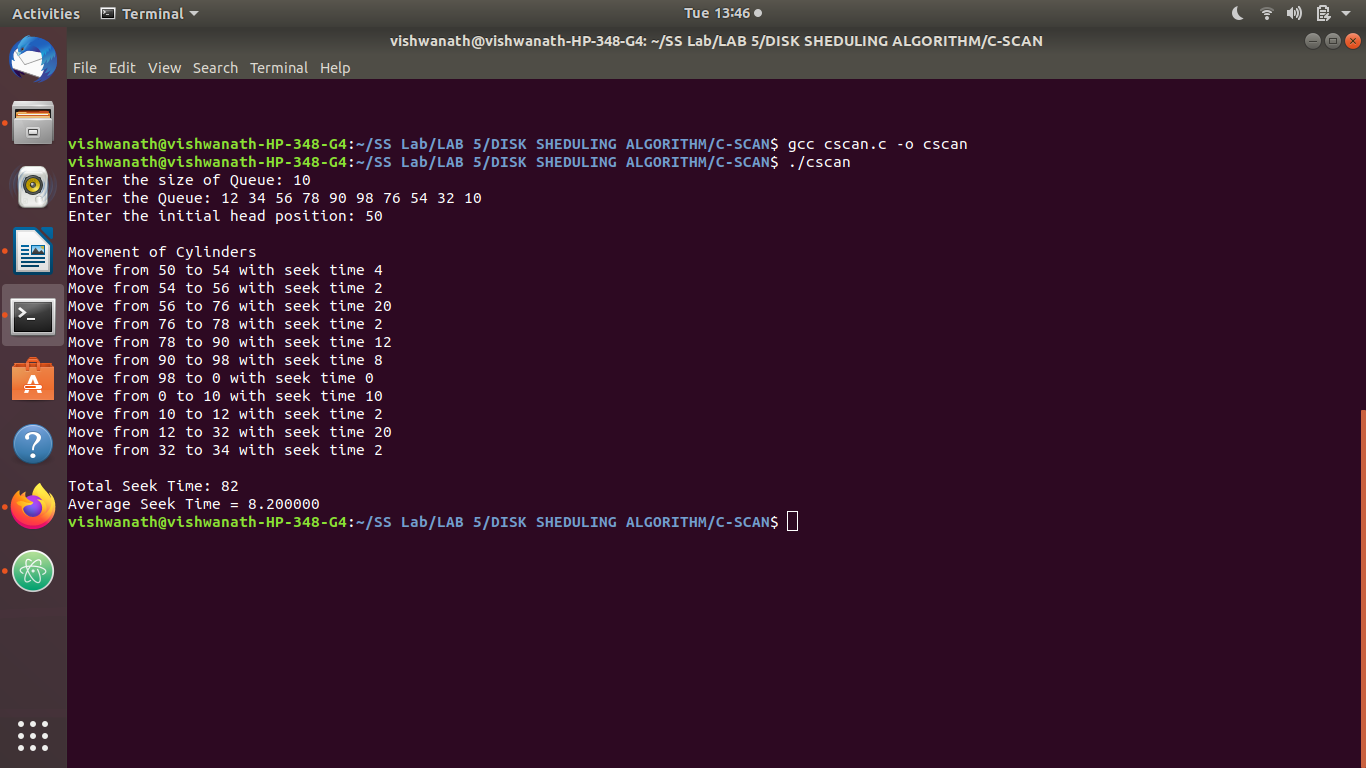 Activities Terminal Tue 13:46
vishwanath@vishwanath-HP-348-G4: ~/SS Lab/LAB 5/DISK SHEDULING ALGORITHM/C-SCAN
File Edit View Search Terminal Help
vishwanath@vishwanath-HP-348-G4:~/SS Lab/LAB 5/DISK SHEDULING ALGORITHM/C-SCAN$ gcc cscan.c -o cscan
vishwanath@vishwanath-HP-348-G4:~/SS Lab/LAB 5/DISK SHEDULING ALGORITHM/C-SCAN$ ./cscan
Enter the size of Queue: 10
Enter the Queue: 12 34 56 78 90 98 76 54 32 10
Enter the initial head position: 50
Movement of Cylinders
Move from 50 to 54 with seek time 4
Move from 54 to 56 with seek time 2
Move from 56 to 76 with seek time 20
Move from 76 to 78 with seek time 2
Move from 78 to 90 with seek time 12
Move from 90 to 98 with seek time 8
Move from 98 to 0 with seek time 0
Move from 0 to 10 with seek time 10
Move from 10 to 12 with seek time 2
Move from 12 to 32 with seek time 20
Move from 32 to 34 with seek time 2
Total Seek Time: 82
Average Seek Time = 8.200000
vishwanath@vishwanath-HP-348-G4:~/SS Lab/LAB 5/DISK SHEDULING ALGORITHM/C-SCAN$